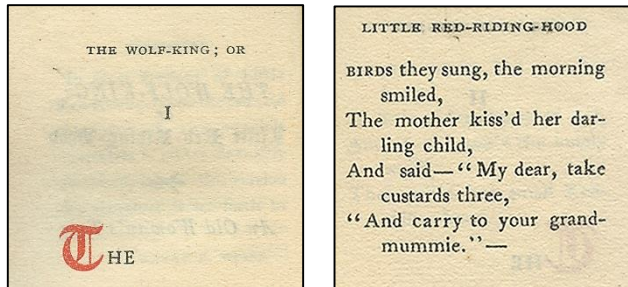 THE WOLF-KING; OR
I
THE
LITTLE RED-RIDING-HOOD
BIRDS they sung, the morning
smiled,
The mother kiss'd her dar-
ling child,
And said—“My dear, take
custards three,
“And carry to your grand-
mummie.”—